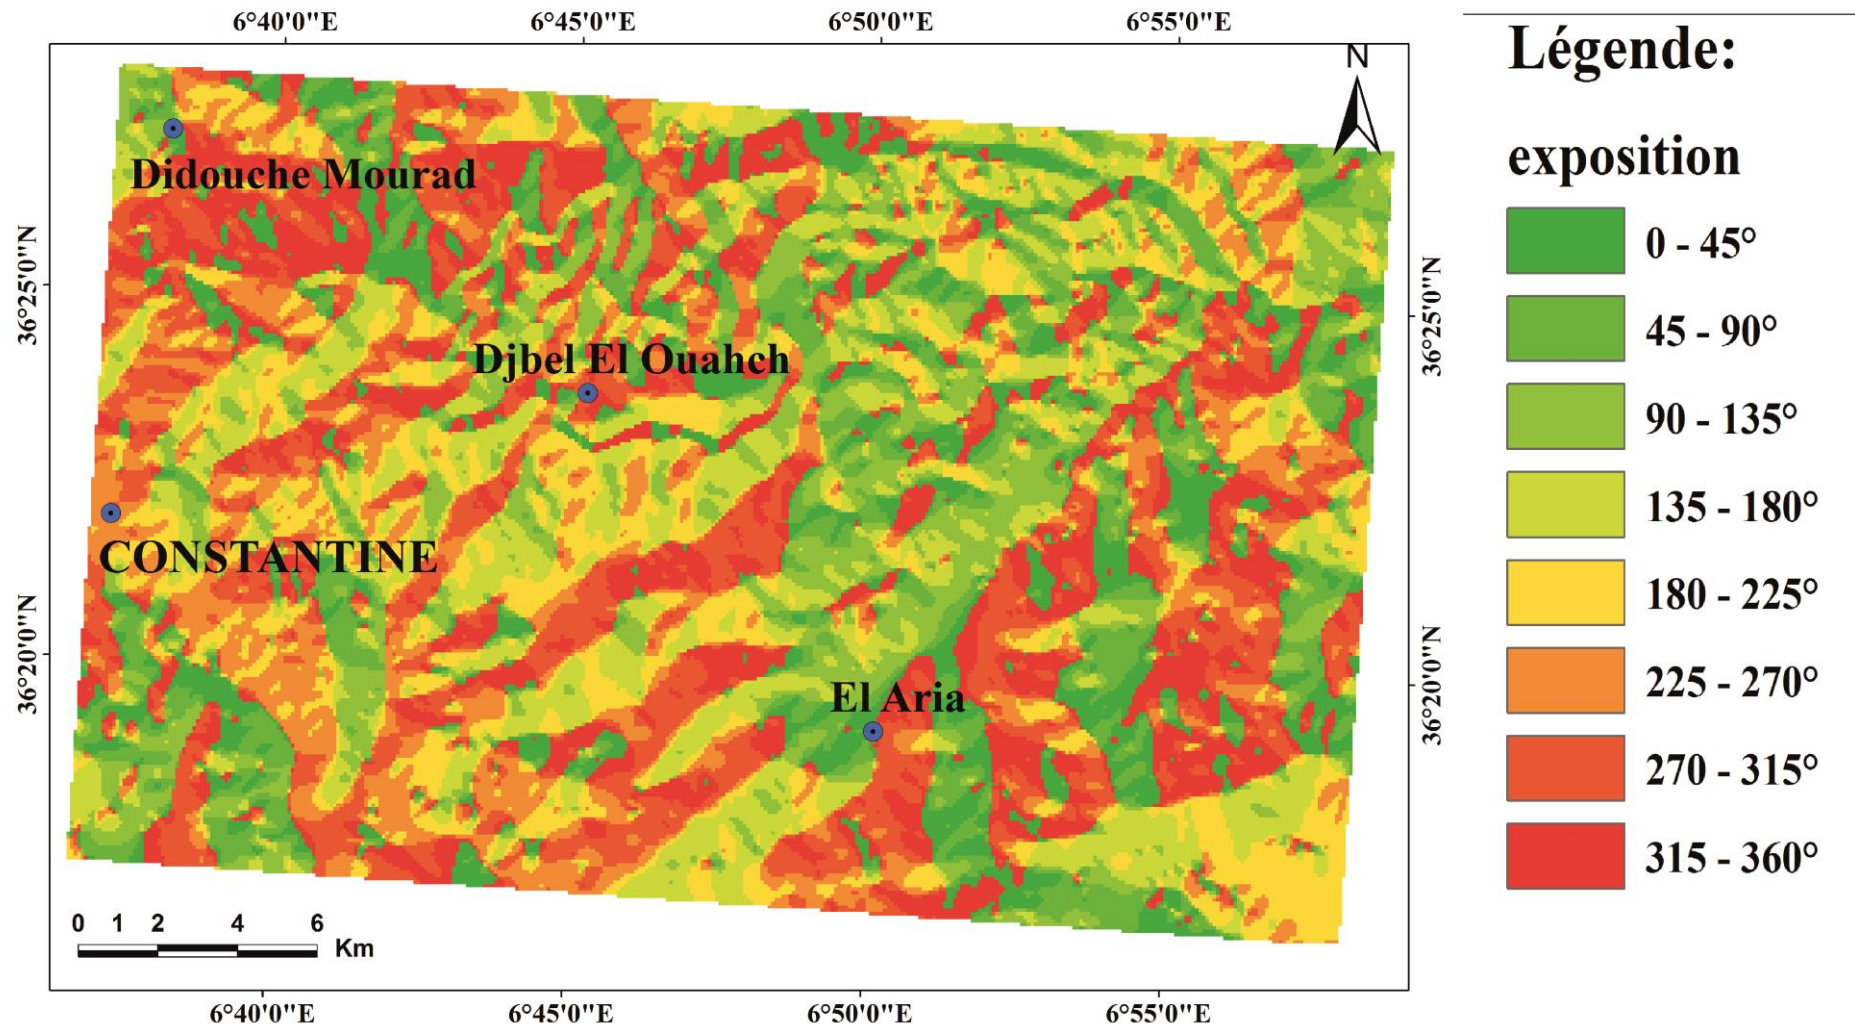 6°40'0"E 6°45'0"E 6°50'0"E 6°55'0"E
N
Didouche Mourad
36°25'0"N
36°25'0"N
Djbel El Ouahch
CONSTANTINE
36°20'0"N
36°20'0"N
El Aria
0 1 2 4 6
Km
6°40'0"E 6°45'0"E 6°50'0"E 6°55'0"E
Légende:
exposition
0 - 45°
45 - 90°
90 - 135°
135 - 180°
180 - 225°
225 - 270°
270 - 315°
315 - 360°